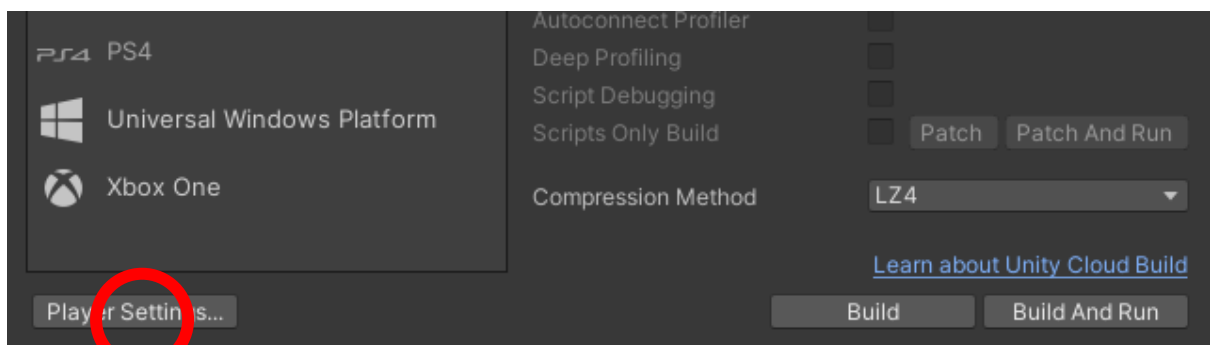 Autoconnect Profiler
PS4 PS4
Deep Profiling
Script Debugging
Universal Windows Platform
Scripts Only Build Patch Patch And Run
Xbox One
Compression Method LZ4
Learn about Unity Cloud Build
Player Settings... Build Build And Run